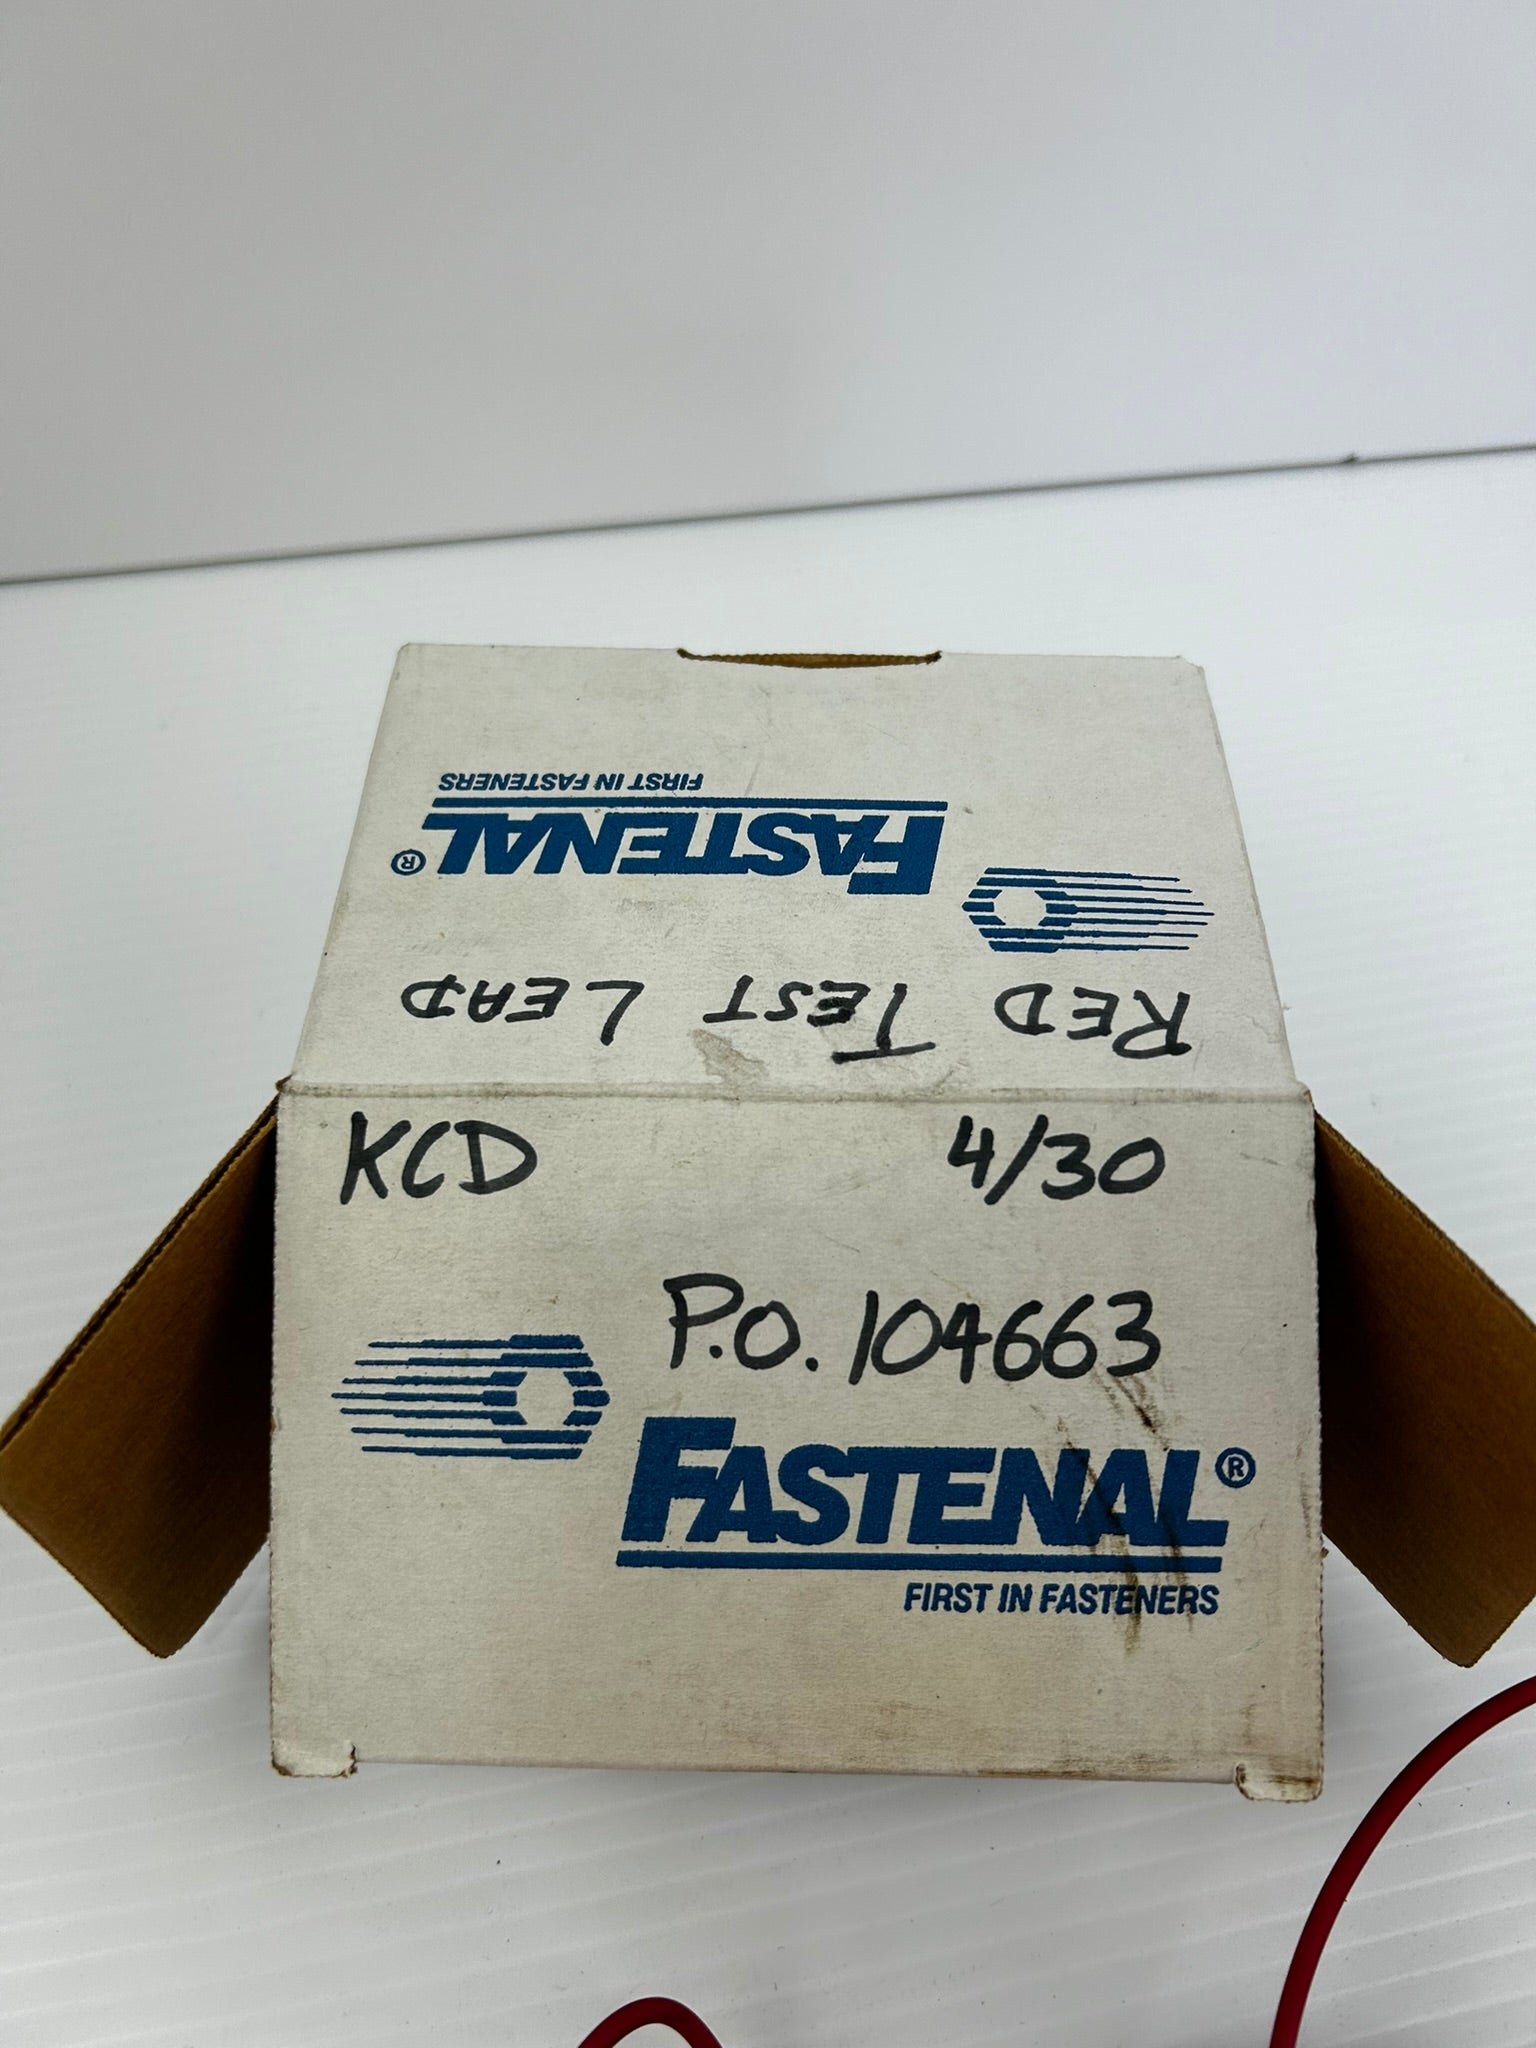 FIRST IN FASTENERS
FASTENAL®
RED TEST LEAD
KCD 4/30
P.O. 104663
FASTENAL®
FIRST IN FASTENERS